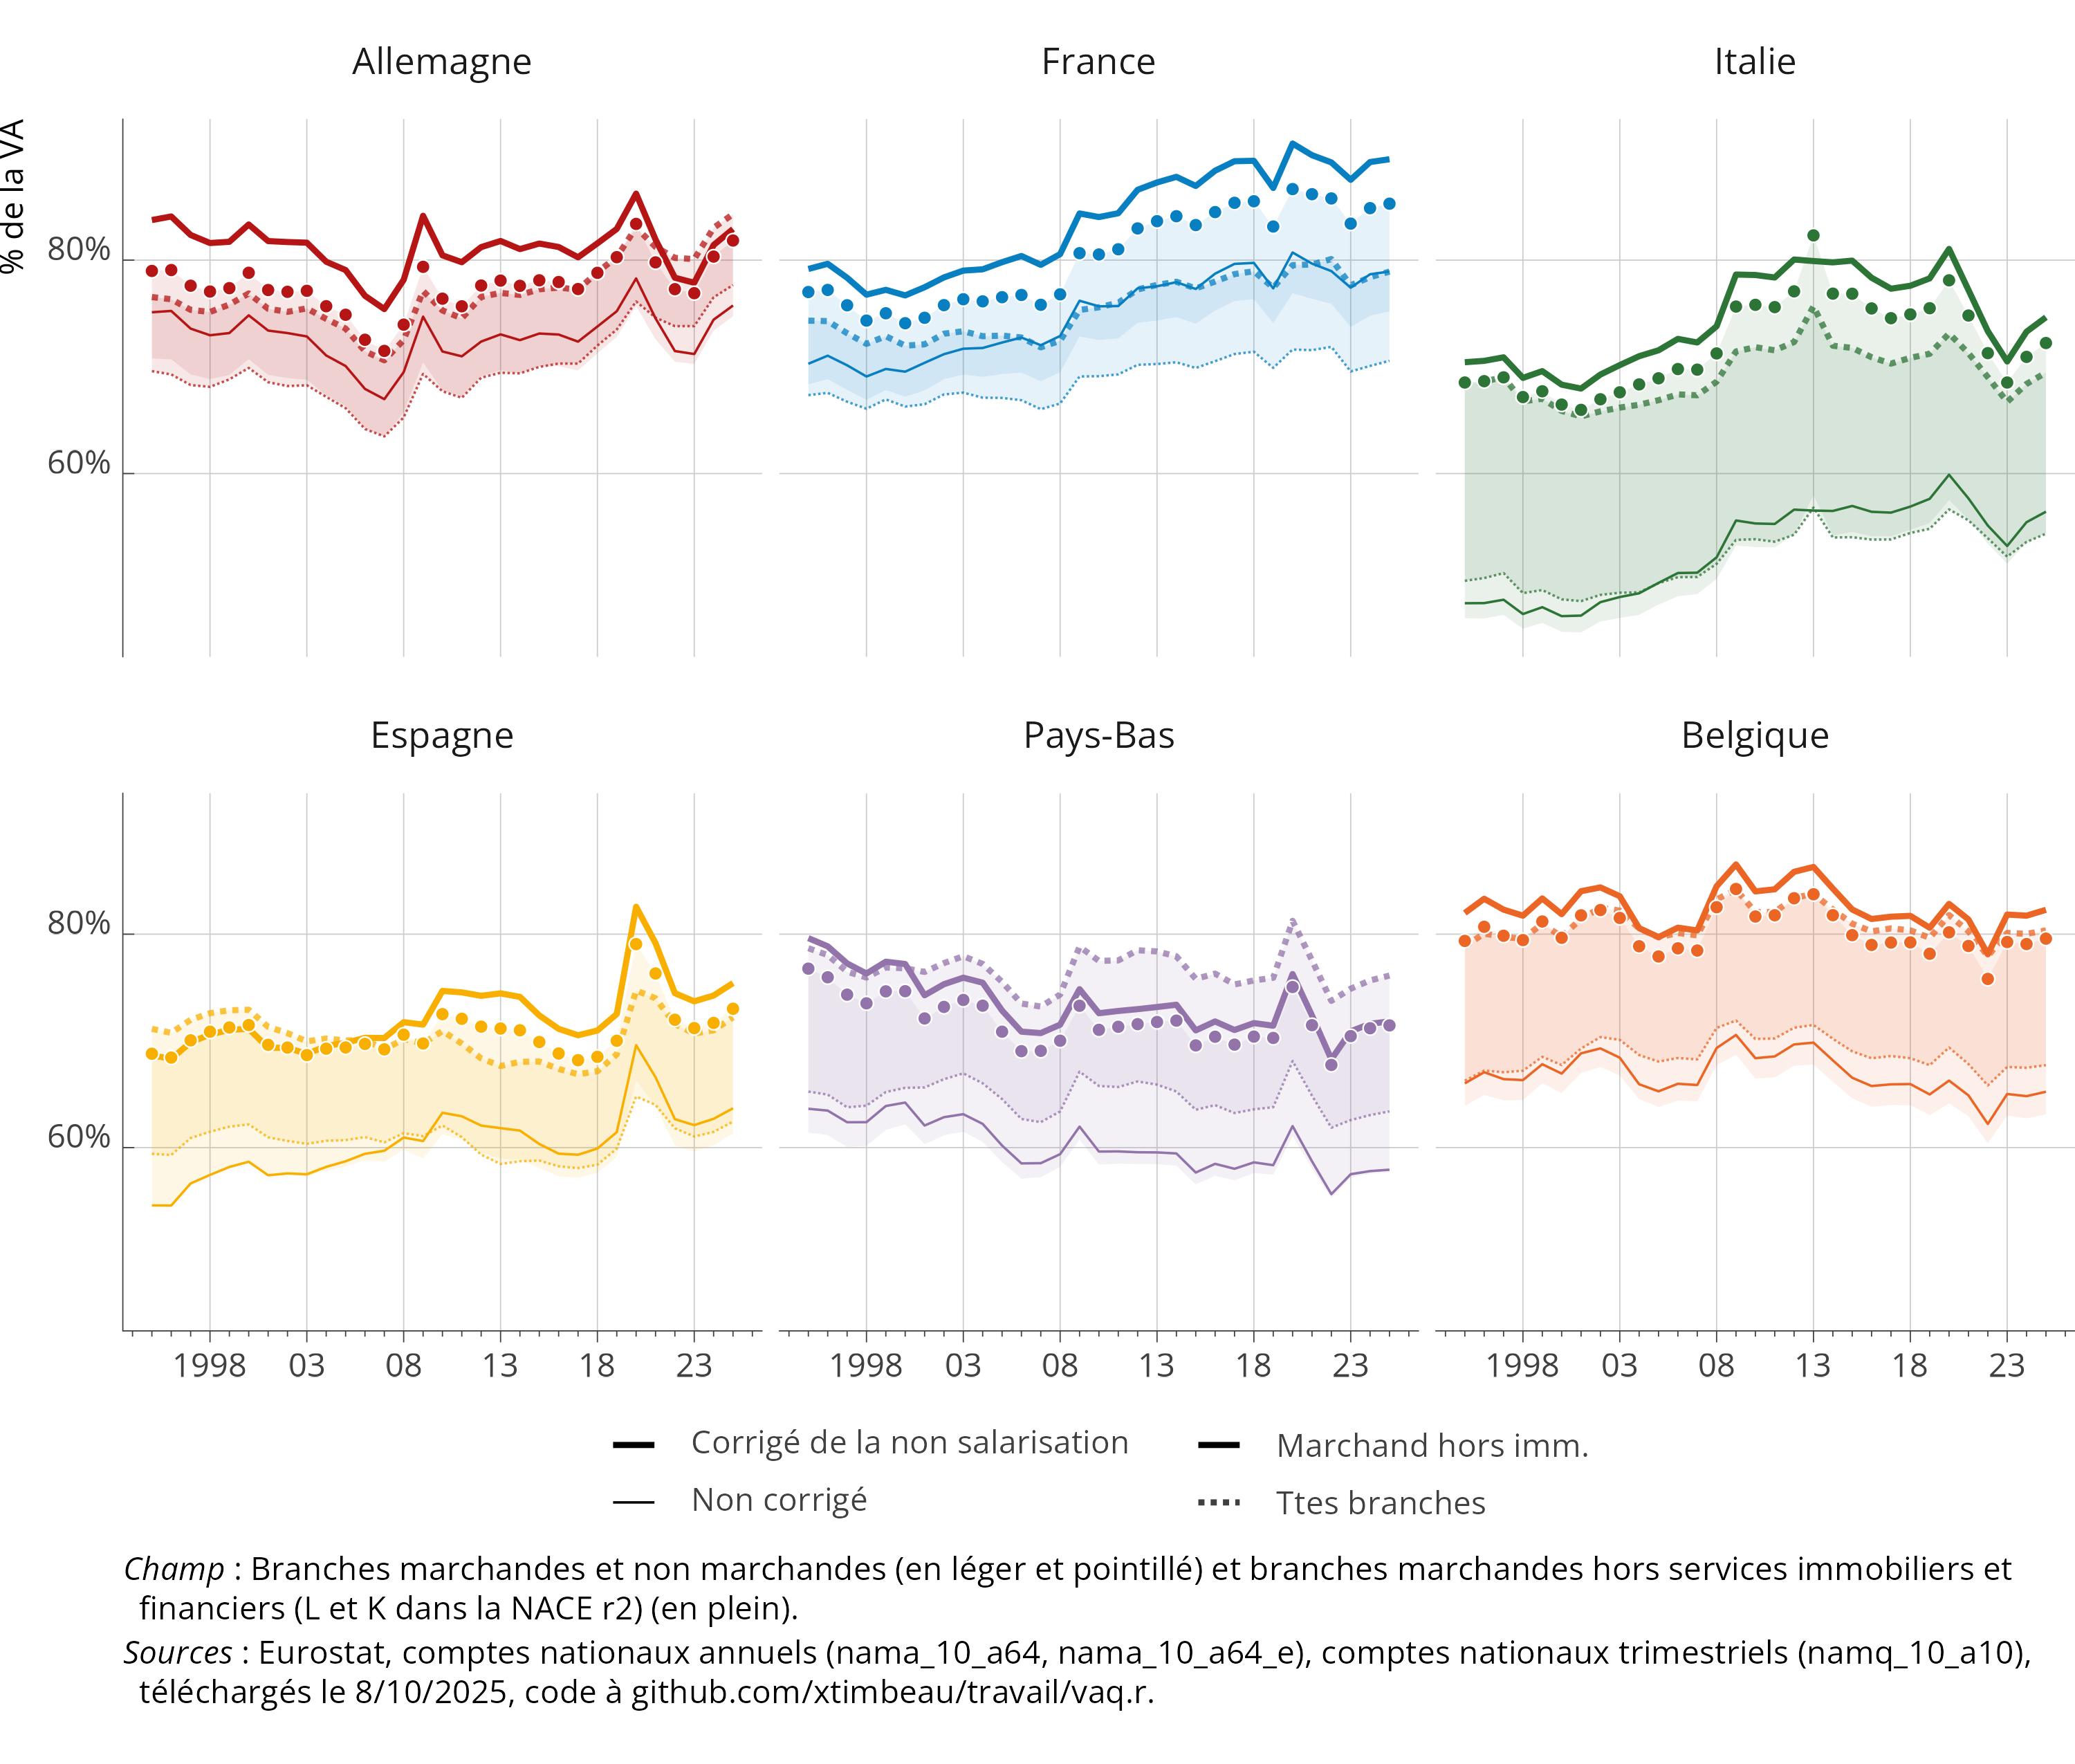 Allemagne
France
Italie
% de la VA
80%
60%
Espagne
Pays-Bas
Belgique
80%
60%
1998 03 08 13 18 23
1998 03 08 13 18 23
1998 03 08 13 18 23
Corrigé de la non salarisation
Marchand hors imm.
Non corrigé
Ttes branches
Champ : Branches marchandes et non marchandes (en léger et pointillé) et branches marchandes hors services immobiliers et
financiers (L et K dans la NACE r2) (en plein).
Sources : Eurostat, comptes nationaux annuels (nama_10_a64, nama_10_a64_e), comptes nationaux trimestriels (namq_10_a10),
téléchargés le 8/10/2025, code à github.com/xtimbeau/travail/vaq.r.